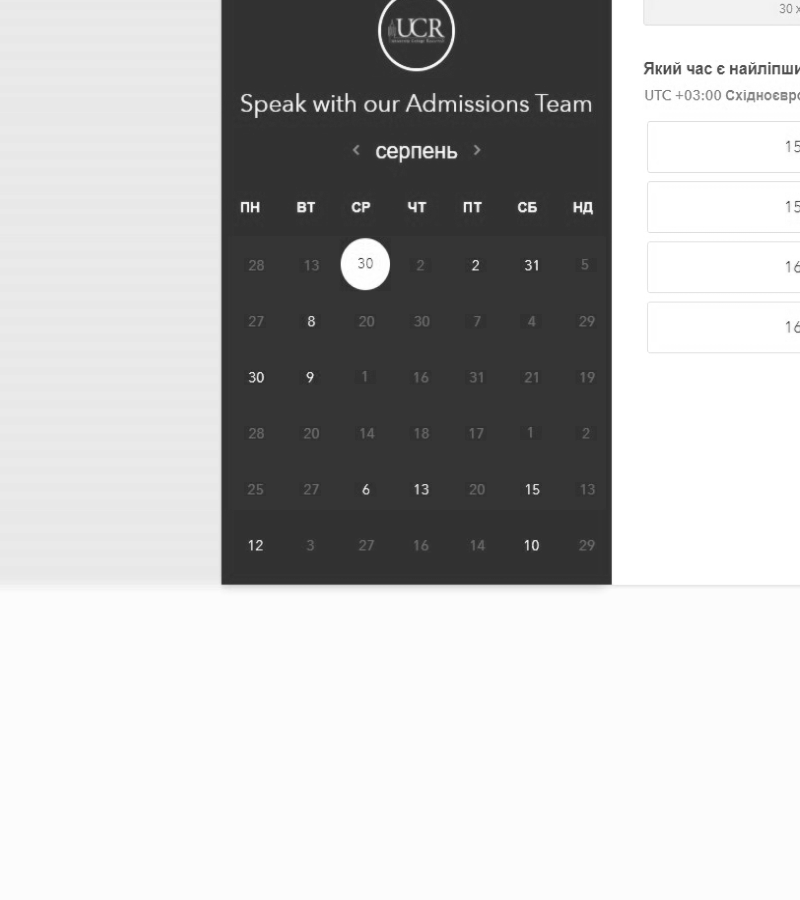 UCR
30 x
Speak with our Admissions Team
серпень
ПН ВТ СР ЧТ ПТ СБ НД
28 13 30 2 2 31 5
27 8 20 30 7 4 29
30 9 1 16 31 21 19
28 20 14 18 17 1 2
25 27 6 13 20 15 13
12 3 27 16 14 10 29
Який час є найліпши
UTC +03:00 Східноєвро
15
15
16
16